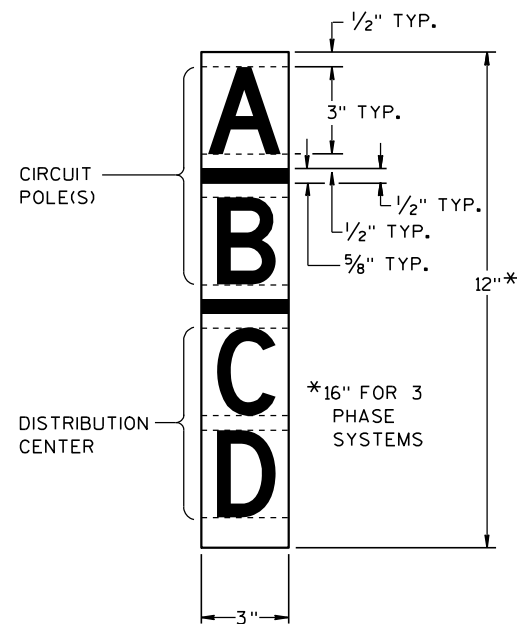 ½" TYP.
A
3" TYP.
CIRCUIT
POLE(S)
B
½" TYP.
½" TYP.
⅝" TYP.
12"*
C
*16" FOR 3
PHASE
SYSTEMS
DISTRIBUTION
CENTER
D
3"